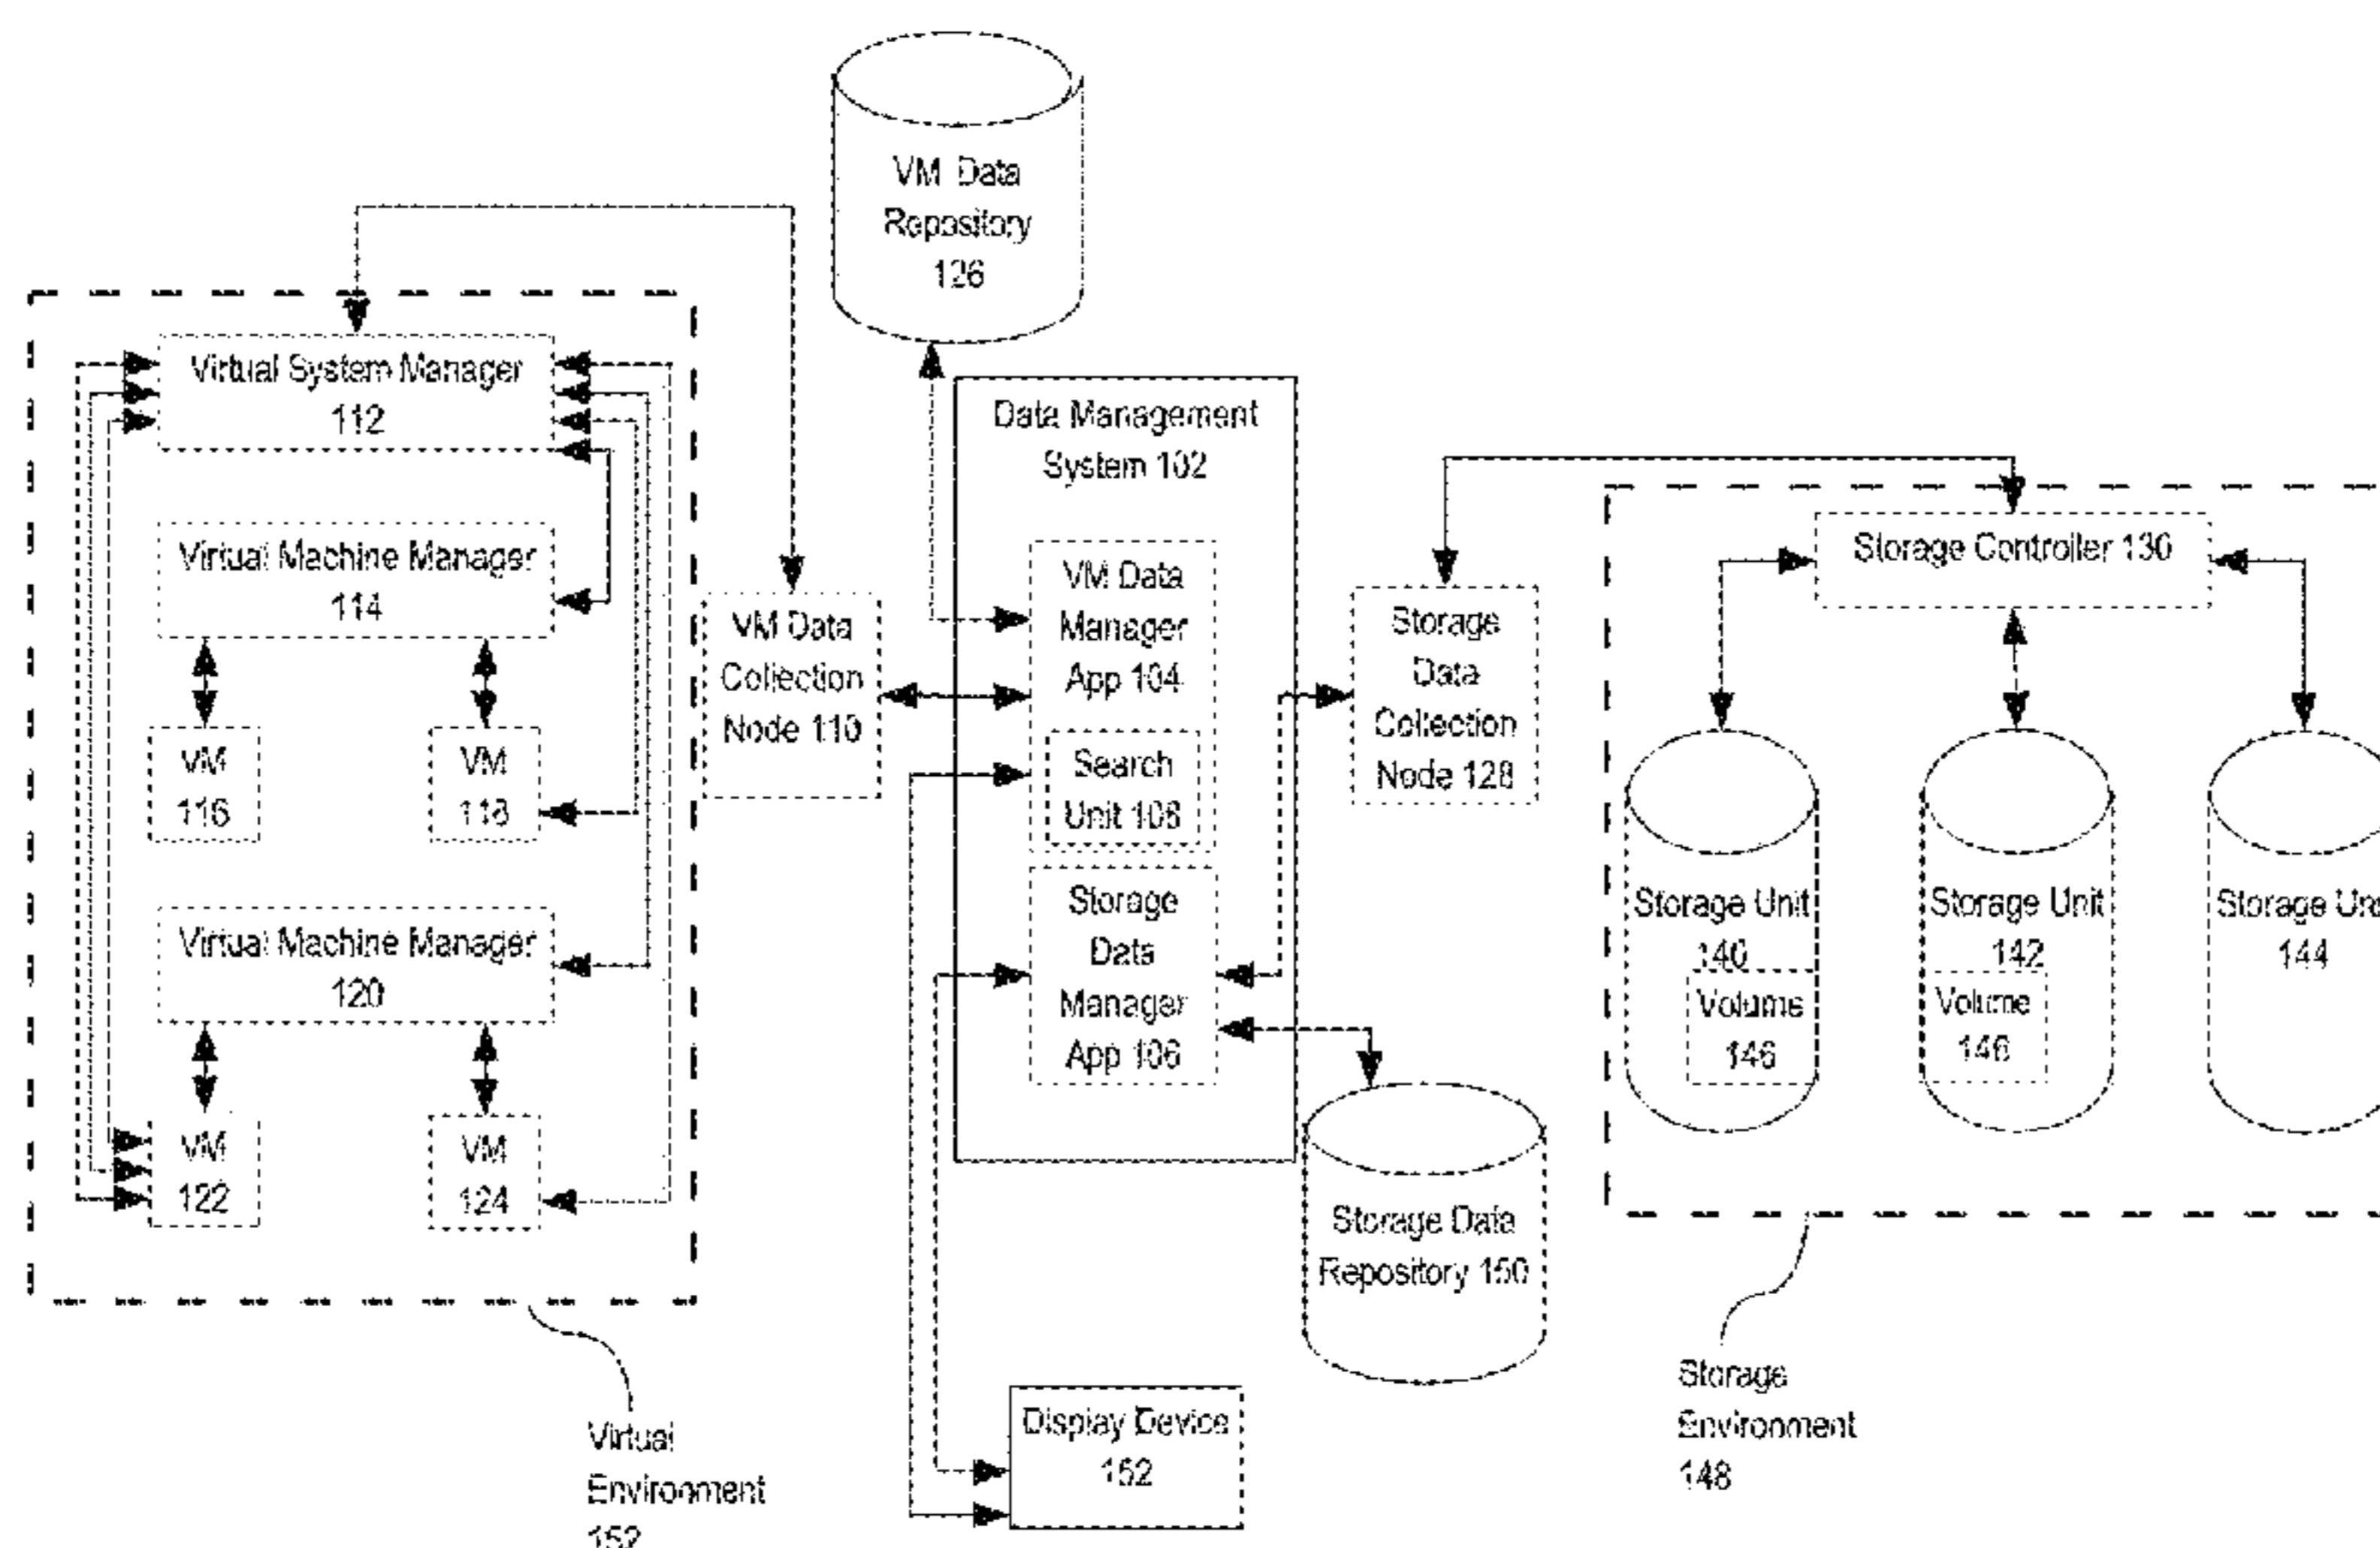 VM Data
Repository
126
Virtual System Manager
112
Virtual Machine Manager
114
VM
116
VM
118
Virtual Machine Manager
120
VM
122
VM
124
Virtual
Environment
152
VM Data
Collection
Node 110
Data Management
System 102
VM Data
Manager
App 104
Search
Unit 108
Storage
Data
Manager
App 106
Storage
Data
Collection
Node 128
Storage Data
Repository 150
Display Device
152
Storage Controller 130
Storage Unit
140
Volume
146
Storage Unit
142
Volume
146
Storage
144
Storage
Environment
148